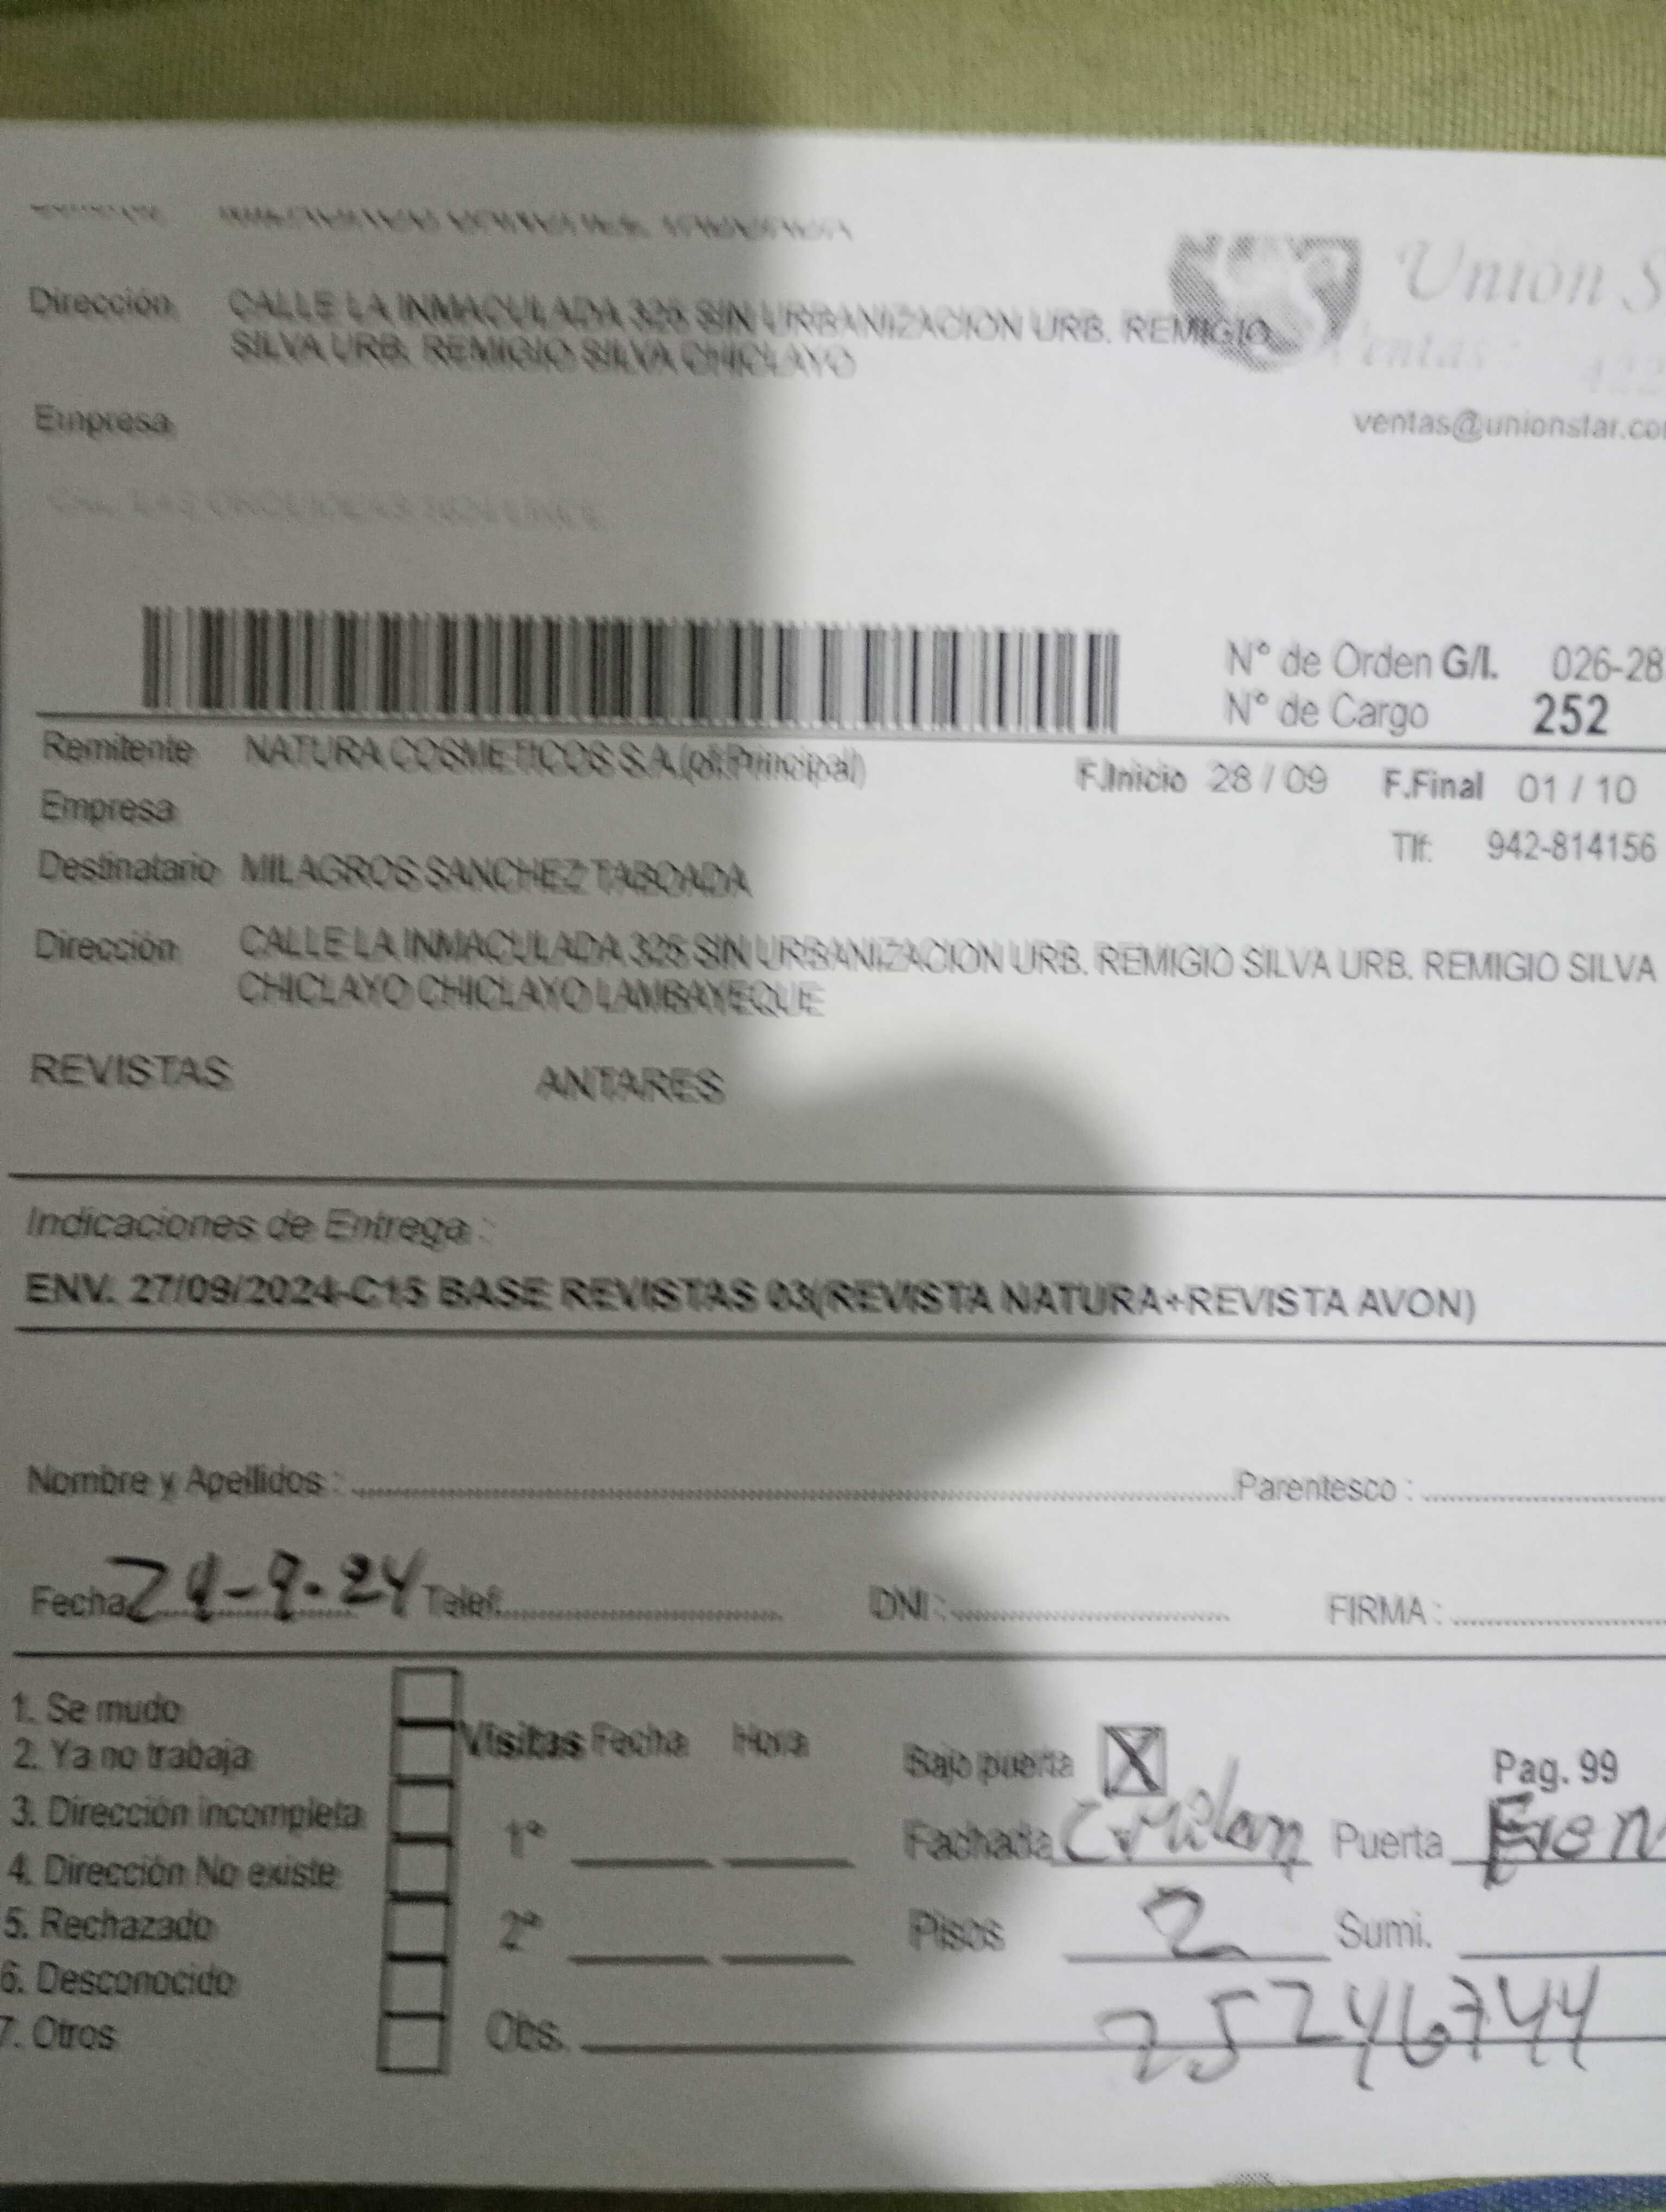 Dirección CALLE LA INMACULADA 325 SIN URBANIZACION URB. REMIGIO
SILVA URB. REMIGIO SILVA CHICLAYO
Unión S
Ventas:
Empresa
ventas@unionstar.co
N° de Orden G/I. 026-28
N° de Cargo 252
Remitente NATURA COSMETICOS S.A.(of.Principal)
F.Inicio 28 / 09 F.Final 01 / 10
Empresa
Tlf: 942-814156
Destinatario MILAGROS SANCHEZ TABOADA
Dirección CALLE LA INMACULADA 325 SIN URBANIZACION URB. REMIGIO SILVA URB. REMIGIO SILVA
CHICLAYO CHICLAYO LAMBAYEQUE
REVISTAS ANTARES
Indicaciones de Entrega :
ENV. 27/09/2024-C15 BASE REVISTAS 03(REVISTA NATURA+REVISTA AVON)
Nombre y Apellidos : Parentesco :
Fecha Telef. DNI : FIRMA :
1. Se mudo
2. Ya no trabaja
3. Dirección incompleta
4. Dirección No existe
5. Rechazado
6. Desconocido
7. Otros
Visitas Fecha Hora
1°
2°
Obs.
Bajo puerta X Pag. 99
Fachada Puerta
Pisos 2 Sumi.
25246744